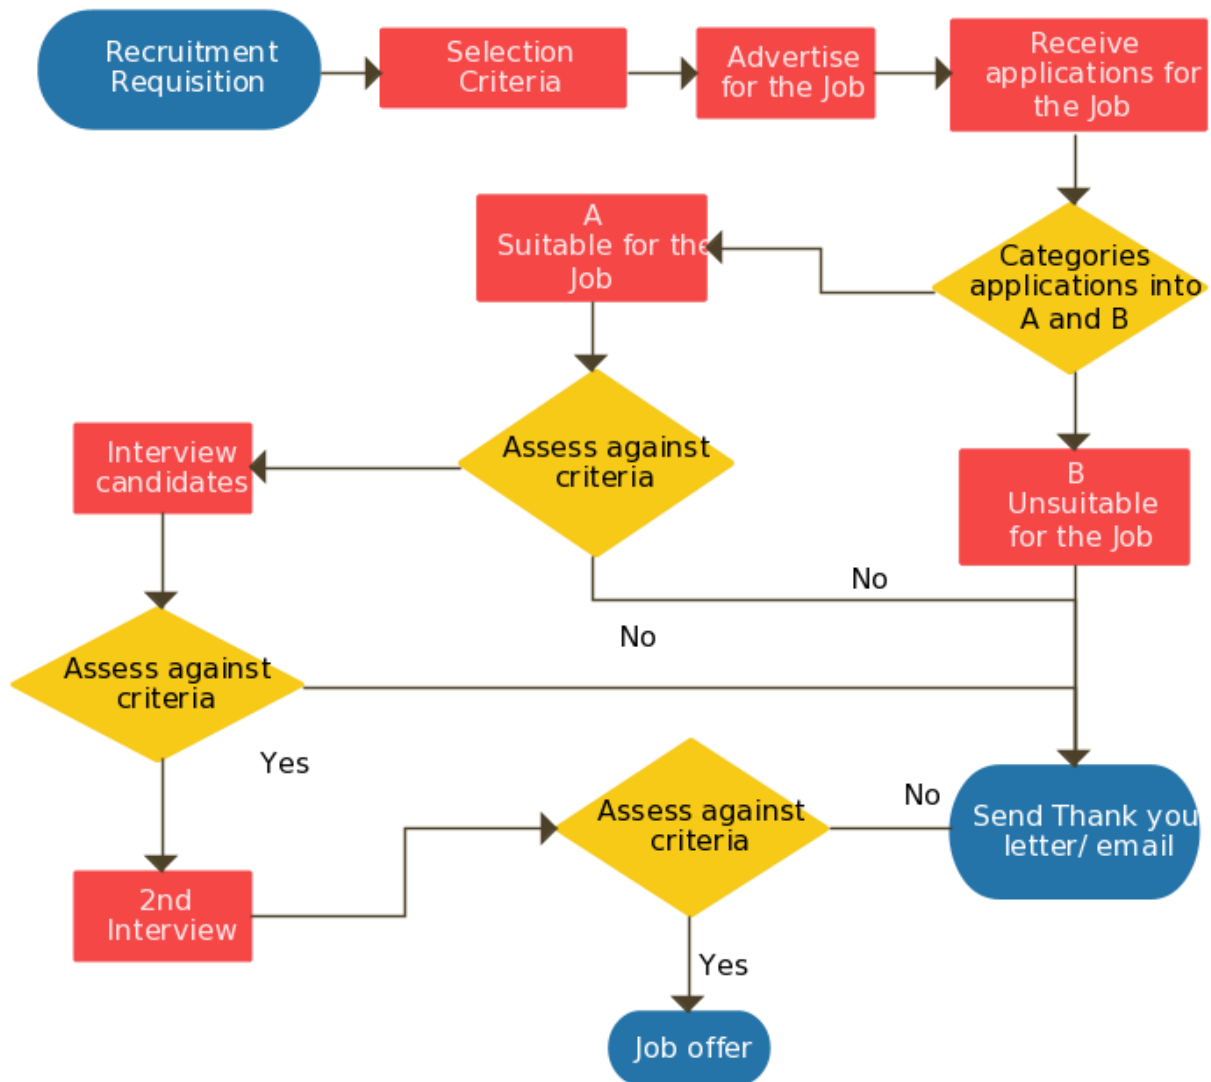 Recruitment
Requisition
Selection
Criteria
Advertise
for the Job
Receive
applications for
the Job
A
Suitable for the
Job
Categories
applications into
A and B
Interview
candidates
Assess against
criteria
B
Unsuitable
for the Job
No
No
Assess against
criteria
Yes
Assess against
criteria
No
Send Thank you
letter/ email
2nd
Interview
Yes
Job offer